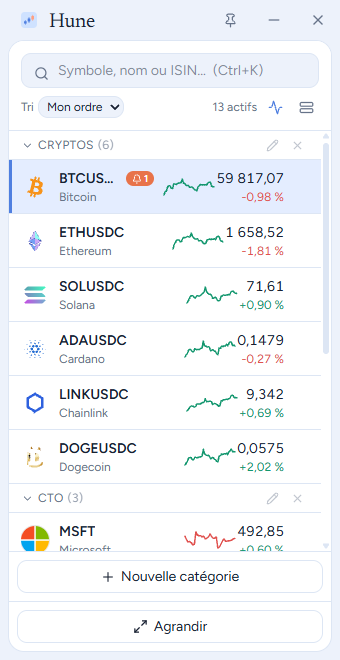 Hune
Symbole, nom ou ISIN... (Ctrl+K)
Tri Mon ordre 13 actifs
CRYPTOS (6)
BTCUS... 1 59 817,07
Bitcoin -0,98 %
ETHUSDC 1 658,52
Ethereum -1,81 %
SOLUSDC 71,61
Solana +0,90 %
ADAUSDC 0,1479
Cardano -0,27 %
LINKUSDC 9,342
Chainlink +0,69 %
DOGEUSDC 0,0575
Dogecoin +2,02 %
CTO (3)
MSFT 492,85
Microsoft +0,60 %
+ Nouvelle catégorie
Agrandir